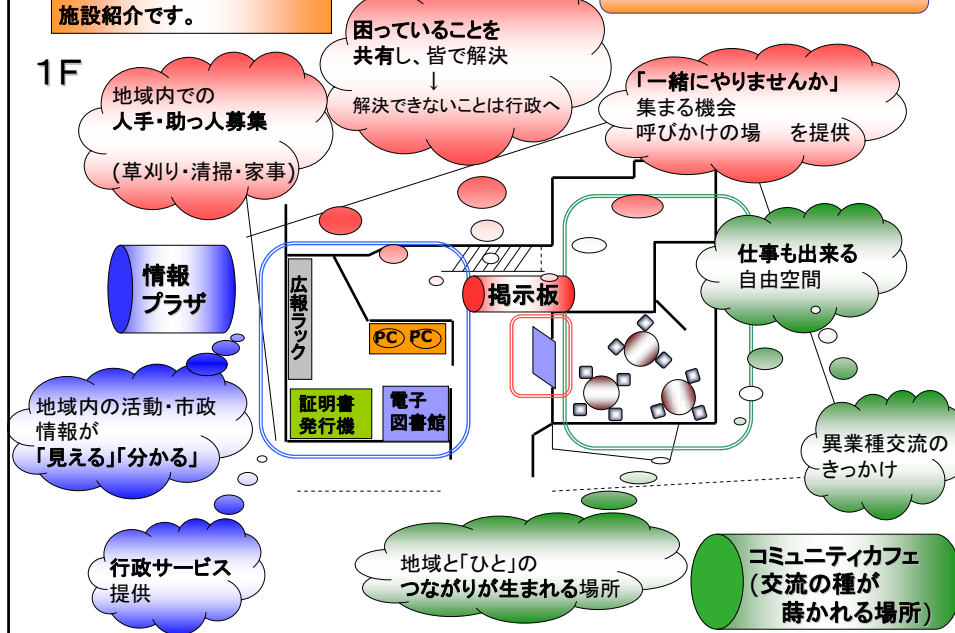 施設紹介です。
1F
困っていることを
共有し、皆で解決
↓
解決できないことは行政へ
地域内での
人手・助っ人募集
(草刈り・清掃・家事)
「一緒にやりませんか」
集まる機会
呼びかけの場　を提供
仕事も出来る
自由空間
情報
プラザ
広報ラック
掲示板
PC PC
証明書
発行機
電子
図書館
地域内の活動・市政
情報が
「見える」「分かる」
異業種交流の
きっかけ
行政サービス
提供
地域と「ひと」の
つながりが生まれる場所
コミュニティカフェ
(交流の種が
蒔かれる場所)